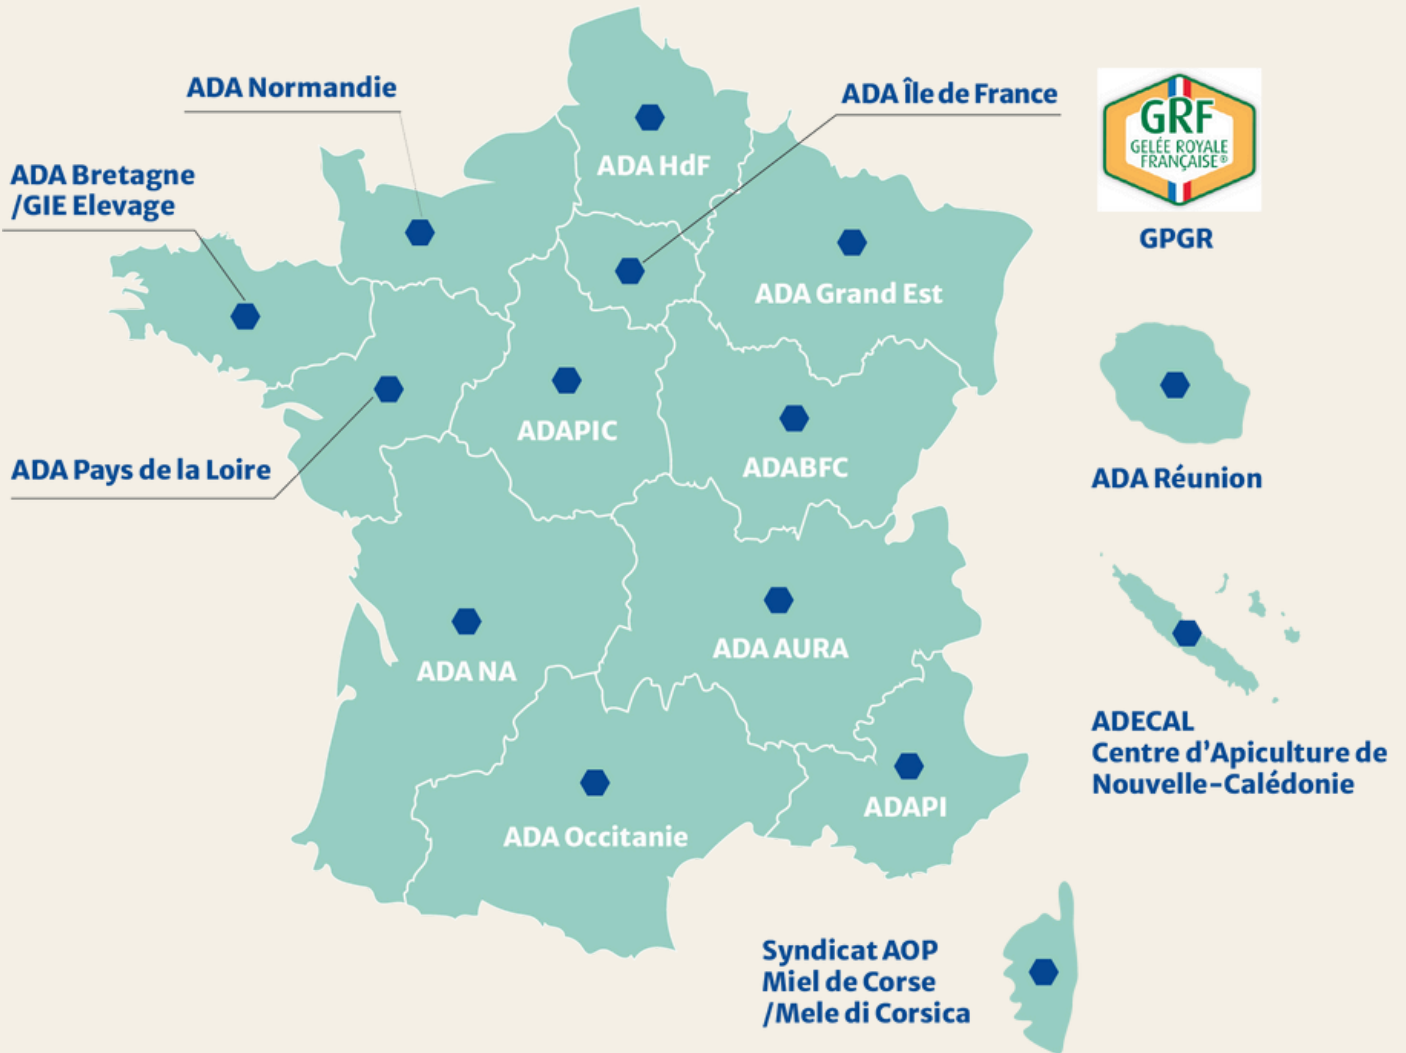 ADA Normandie
ADA Île de France
GRF
GELÉE ROYALE
FRANÇAISE®
ADA HdF
ADA Bretagne
/GIE Elevage
GPGR
ADA Grand Est
ADAPIC
ADABFC
ADA Pays de la Loire
ADA Réunion
ADA NA
ADA AURA
ADECAL
Centre d'Apiculture de
Nouvelle-Calédonie
ADAPI
ADA Occitanie
Syndicat AOP
Miel de Corse
/Mele di Corsica